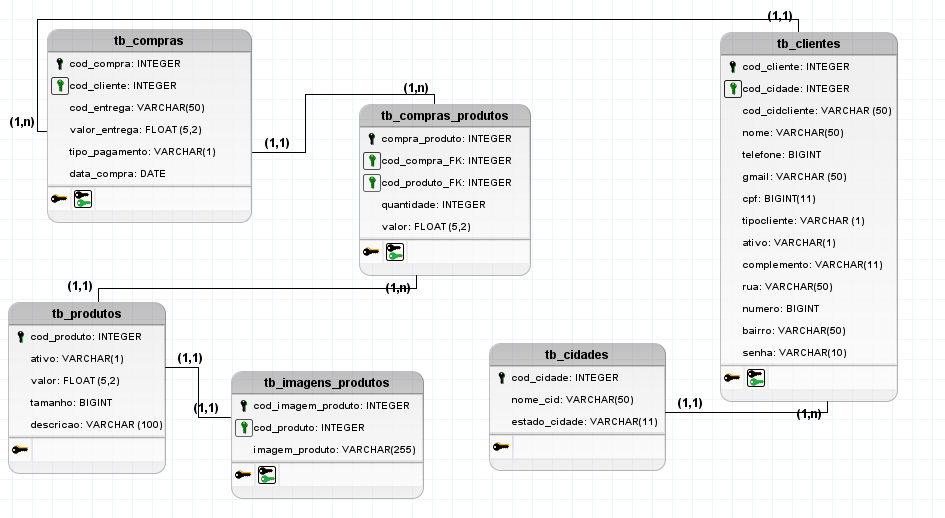 (1,1)
tb_compras
cod_compra: INTEGER
cod_cliente: INTEGER
cod_entrega: VARCHAR(50)
valor_entrega: FLOAT(5,2)
tipo_pagamento: VARCHAR(1)
data_compra: DATE
(1,n)
(1,1)
(1,n)
tb_compras_produtos
compra_produto: INTEGER
cod_compra_FK: INTEGER
cod_produto_FK: INTEGER
quantidade: INTEGER
valor: FLOAT(5,2)
(1,n)
tb_clientes
cod_cliente: INTEGER
cod_cidade: INTEGER
cod_cidcliente: VARCHAR (50)
nome: VARCHAR(50)
telefone: BIGINT
gmail: VARCHAR (50)
cpf: BIGINT(11)
tipocliente: VARCHAR (1)
ativo: VARCHAR(1)
complemento: VARCHAR(11)
rua: VARCHAR(50)
numero: BIGINT
bairro: VARCHAR(50)
senha: VARCHAR(10)
(1,n)
(1,1)
tb_produtos
cod_produto: INTEGER
ativo: VARCHAR(1)
valor: FLOAT(5,2)
tamanho: BIGINT
descricao: VARCHAR (100)
(1,1)
(1,1)
tb_imagens_produtos
cod_imagem_produto: INTEGER
cod_produto: INTEGER
imagem_produto: VARCHAR(255)
tb_cidades
cod_cidade: INTEGER
nome_cid: VARCHAR(50)
estado_cidade: VARCHAR(11)
(1,1)